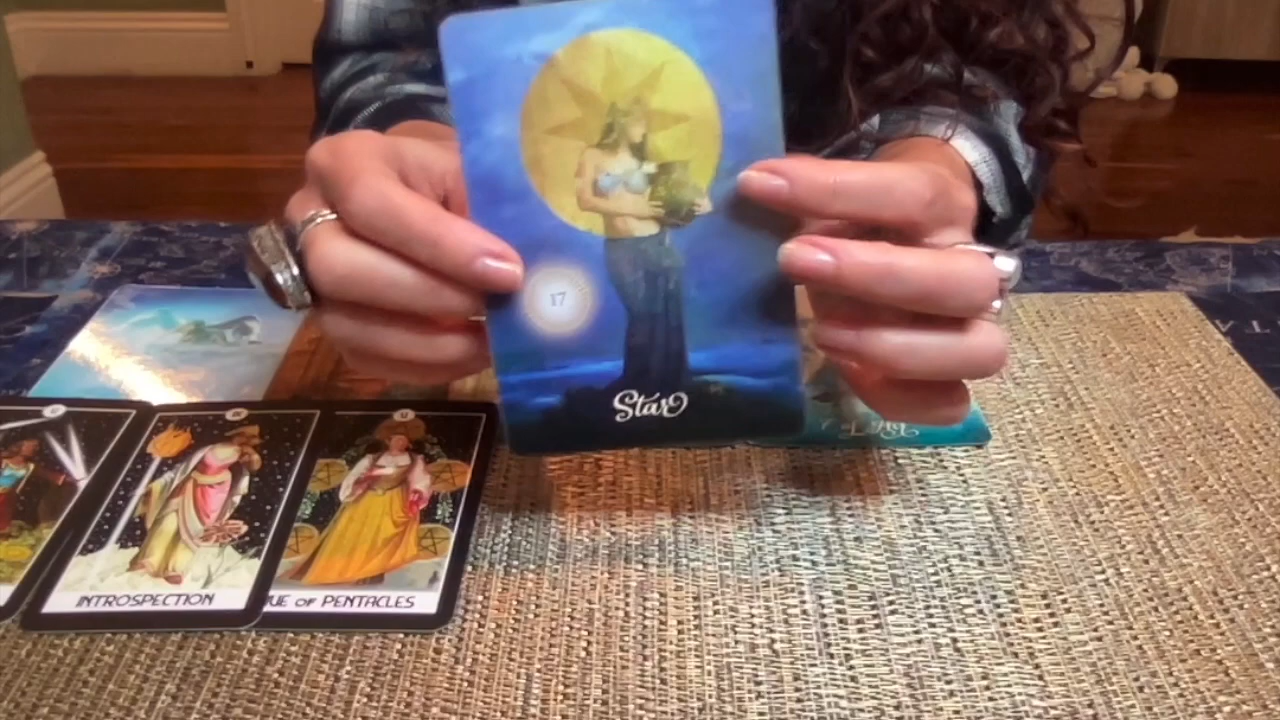 17
Star
INTROSPECTION
UE OF PENTACLES